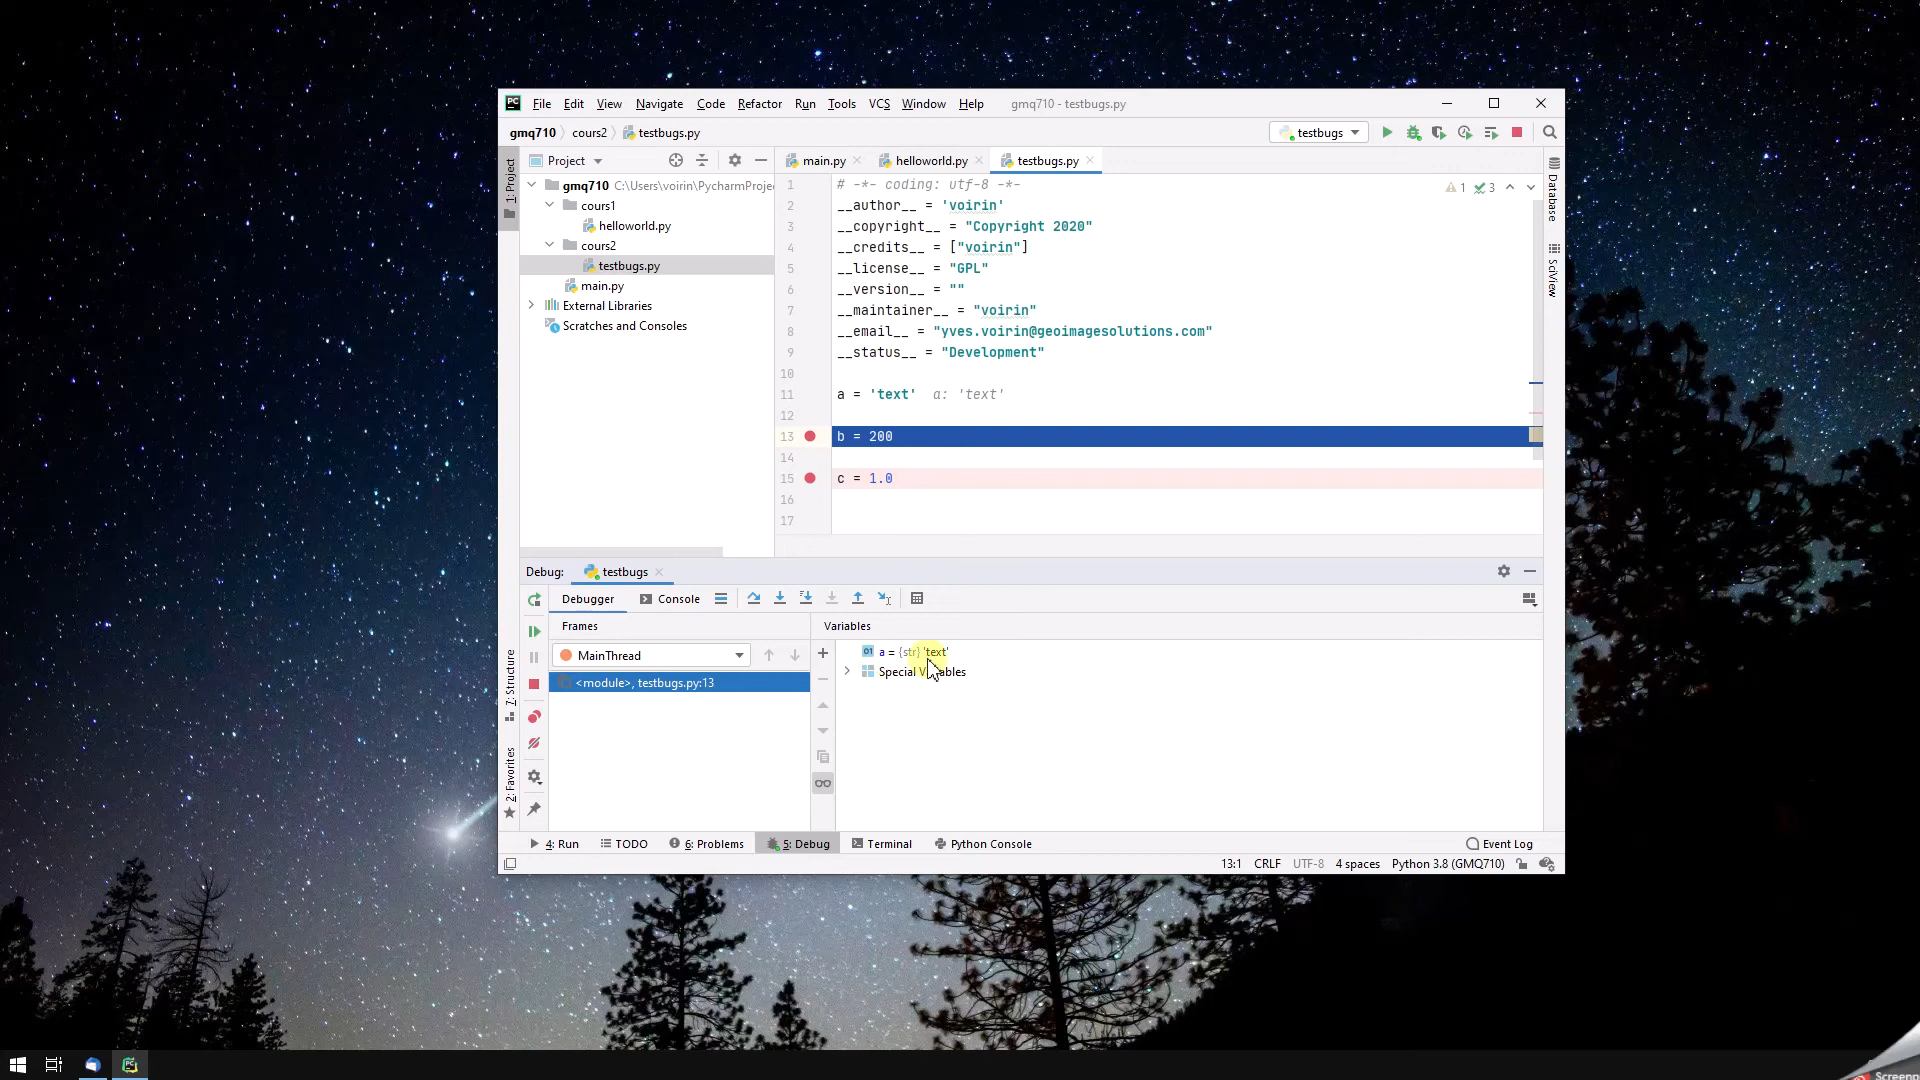 PC File Edit View Navigate Code Refactor Run Tools VCS Window Help gmq710 - testbugs.py
gmq710 cours2 testbugs.py
testbugs
1: Project
Project
main.py helloworld.py testbugs.py
gmq710 C:\Users\voirin\PycharmProje
cours1
helloworld.py
cours2
testbugs.py
main.py
External Libraries
Scratches and Consoles
1 # -*- coding: utf-8 -*-
2 __author__ = 'voirin'
3 __copyright__ = "Copyright 2020"
4 __credits__ = ["voirin"]
5 __license__ = "GPL"
6 __version__ = ""
7 __maintainer__ = "voirin"
8 __email__ = "yves.voirin@geoimagesolutions.com"
9 __status__ = "Development"
10
11 a = 'text' a: 'text'
12
13 b = 200
14
15 c = 1.0
16
17
1 3
Database
SciView
Debug: testbugs
Debugger Console
Frames
Variables
MainThread
<module>, testbugs.py:13
01 a = {str} 'text'
Special
7: Structure
2: Favorites
4: Run TODO 6: Problems 5: Debug Terminal Python Console Event Log
13:1 CRLF UTF-8 4 spaces Python 3.8 (GMQ710)
PC